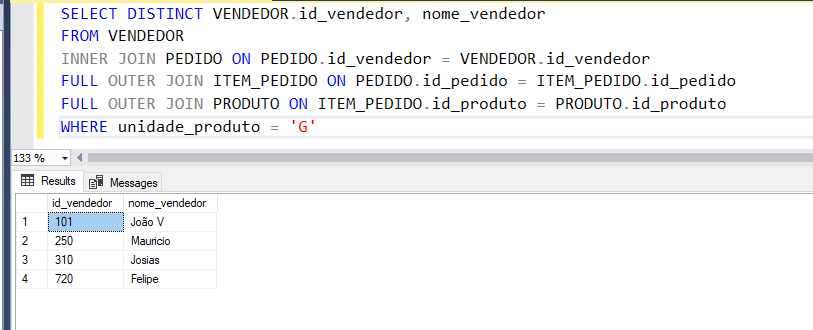 SELECT DISTINCT VENDEDOR.id_vendedor, nome_vendedor
FROM VENDEDOR
INNER JOIN PEDIDO ON PEDIDO.id_vendedor = VENDEDOR.id_vendedor
FULL OUTER JOIN ITEM_PEDIDO ON PEDIDO.id_pedido = ITEM_PEDIDO.id_pedido
FULL OUTER JOIN PRODUTO ON ITEM_PEDIDO.id_produto = PRODUTO.id_produto
WHERE unidade_produto = 'G'
133 %
Results Messages
id_vendedor nome_vendedor
1 101 João V
2 250 Mauricio
3 310 Josias
4 720 Felipe